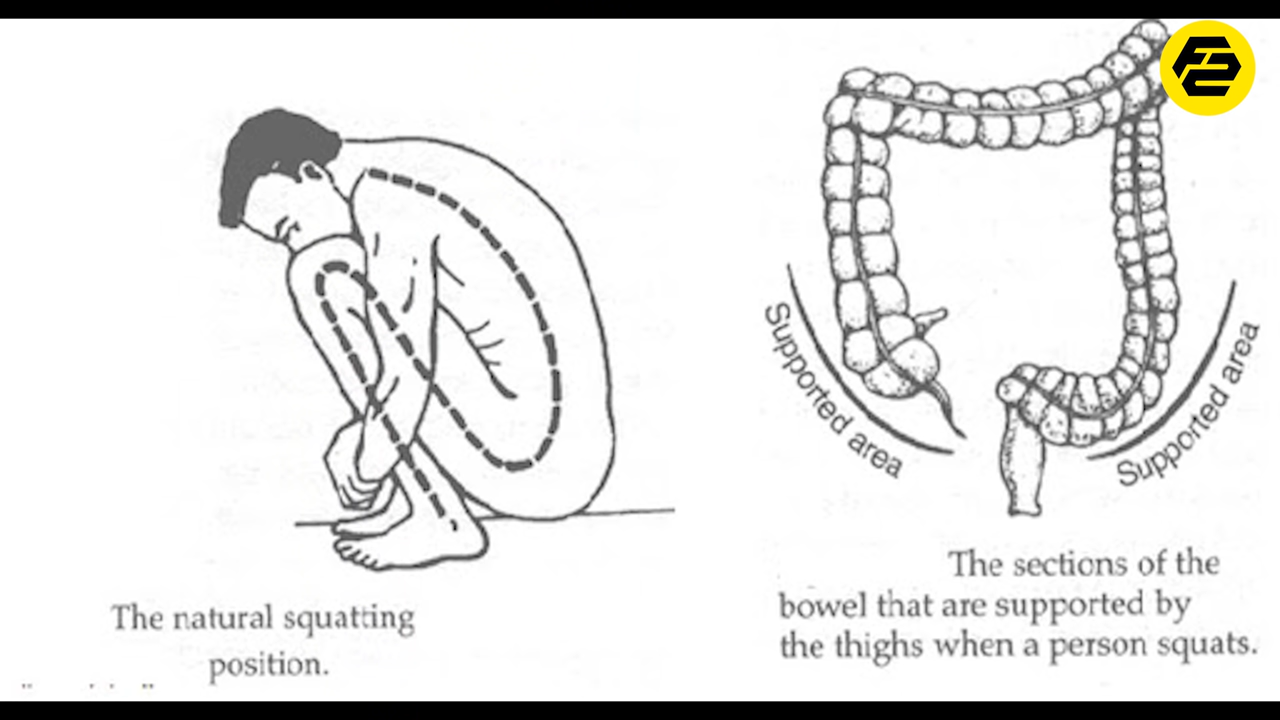 Supported area
Supported area
The natural squatting
position.
The sections of the
bowel that are supported by
the thighs when a person squats.